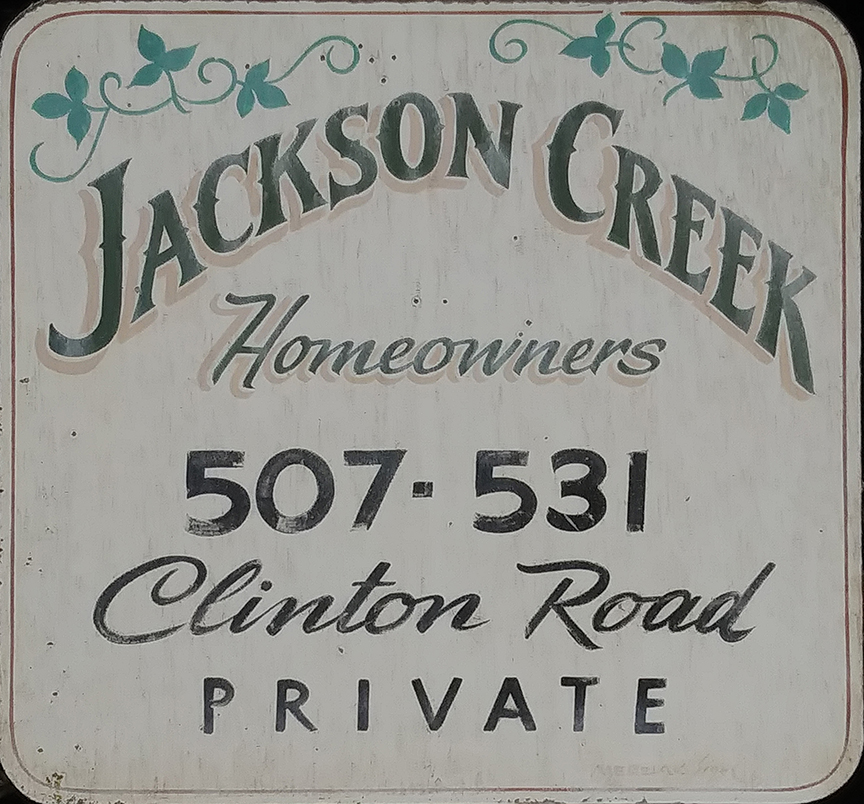 JACKSON CREEK
Homeowners
507-531
Clinton Road
PRIVATE